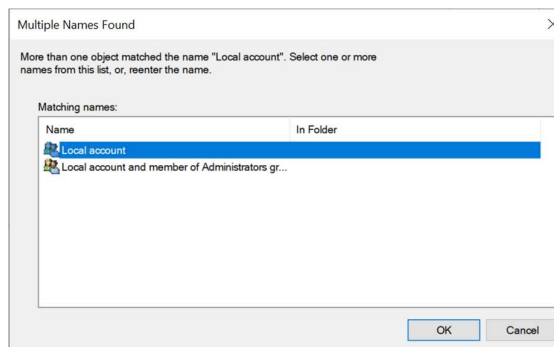 Multiple Names Found
More than one object matched the name "Local account". Select one or more
names from this list, or, reenter the name.
Matching names:
Name In Folder
Local account
Local account and member of Administrators gr...
OK Cancel